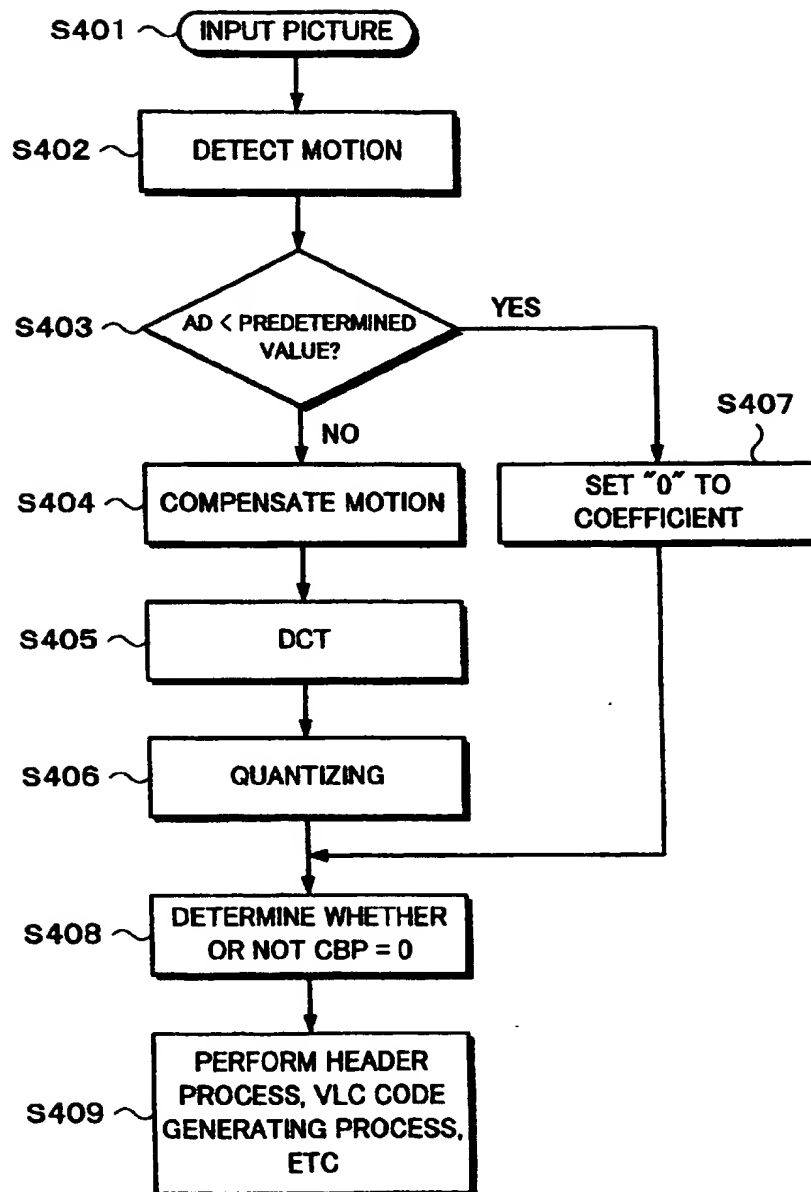 S401
INPUT PICTURE
S402
DETECT MOTION
S403
AD < PREDETERMINED
VALUE?
YES
NO
S407
SET "0" TO
COEFFICIENT
S404
COMPENSATE MOTION
S405
DCT
S406
QUANTIZING
S408
DETERMINE WHETHER
OR NOT CBP = 0
S409
PERFORM HEADER
PROCESS, VLC CODE
GENERATING PROCESS,
ETC